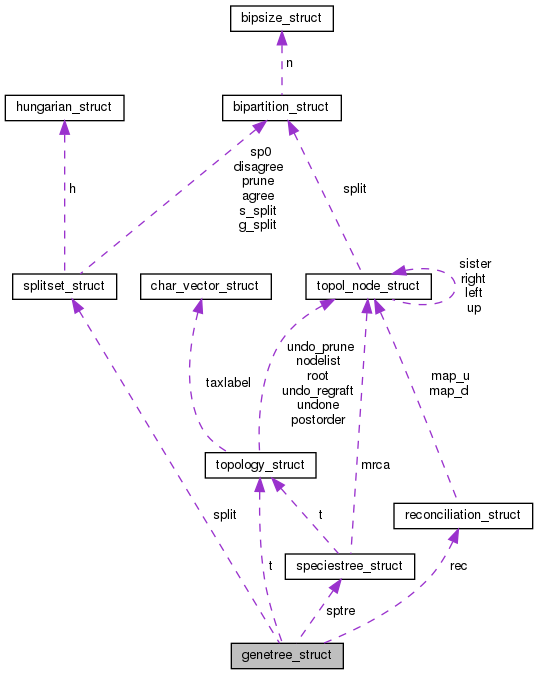 bipsize_struct
n
hungarian_struct
bipartition_struct
h
sp0
disagree
prune
agree
s_split
g_split
split
splitset_struct
char_vector_struct
topol_node_struct
sister
right
left
up
taxlabel
undo_prune
nodelist
root
undo_regraft
undone
postorder
map_u
map_d
topology_struct
mrca
split
t
reconciliation_struct
t
speciestree_struct
rec
sptre
genetree_struct